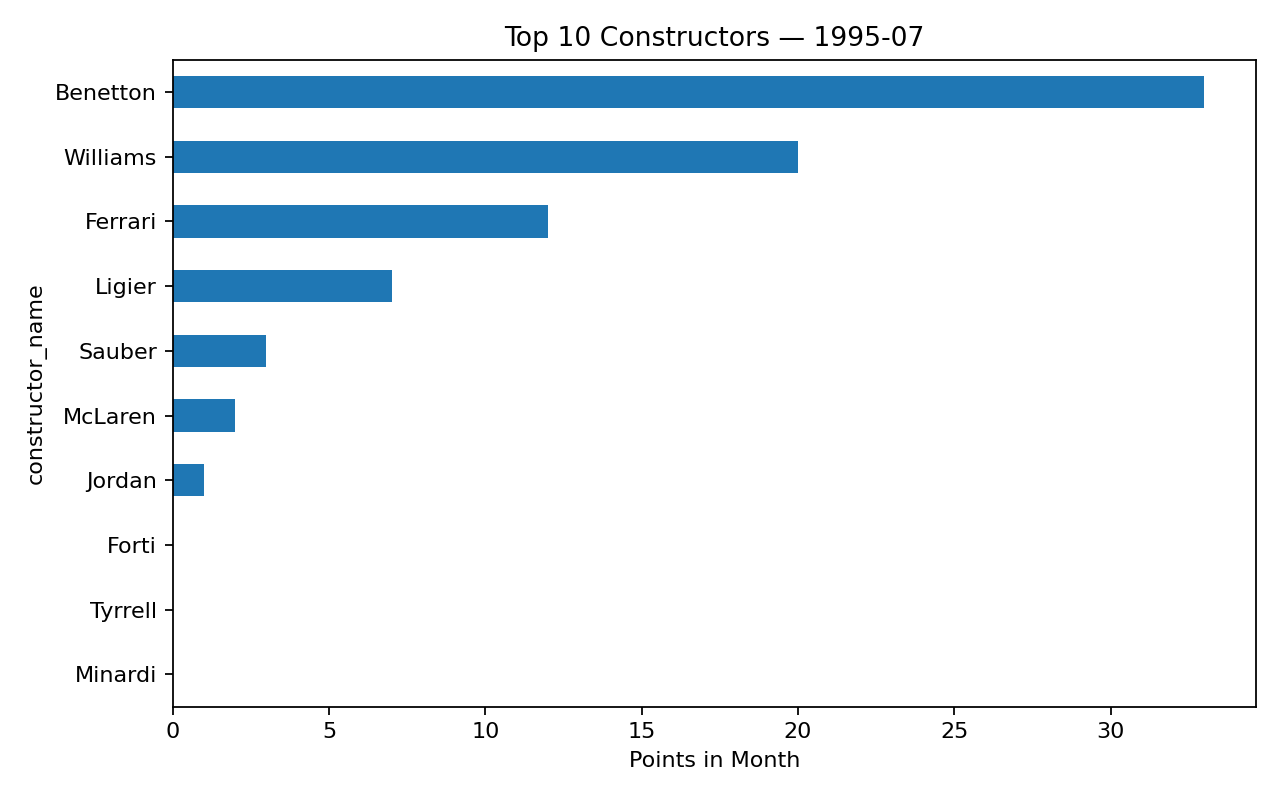 Top 10 Constructors — 1995-07
constructor_name
Benetton
Williams
Ferrari
Ligier
Sauber
McLaren
Jordan
Forti
Tyrrell
Minardi
0 5 10 15 20 25 30
Points in Month